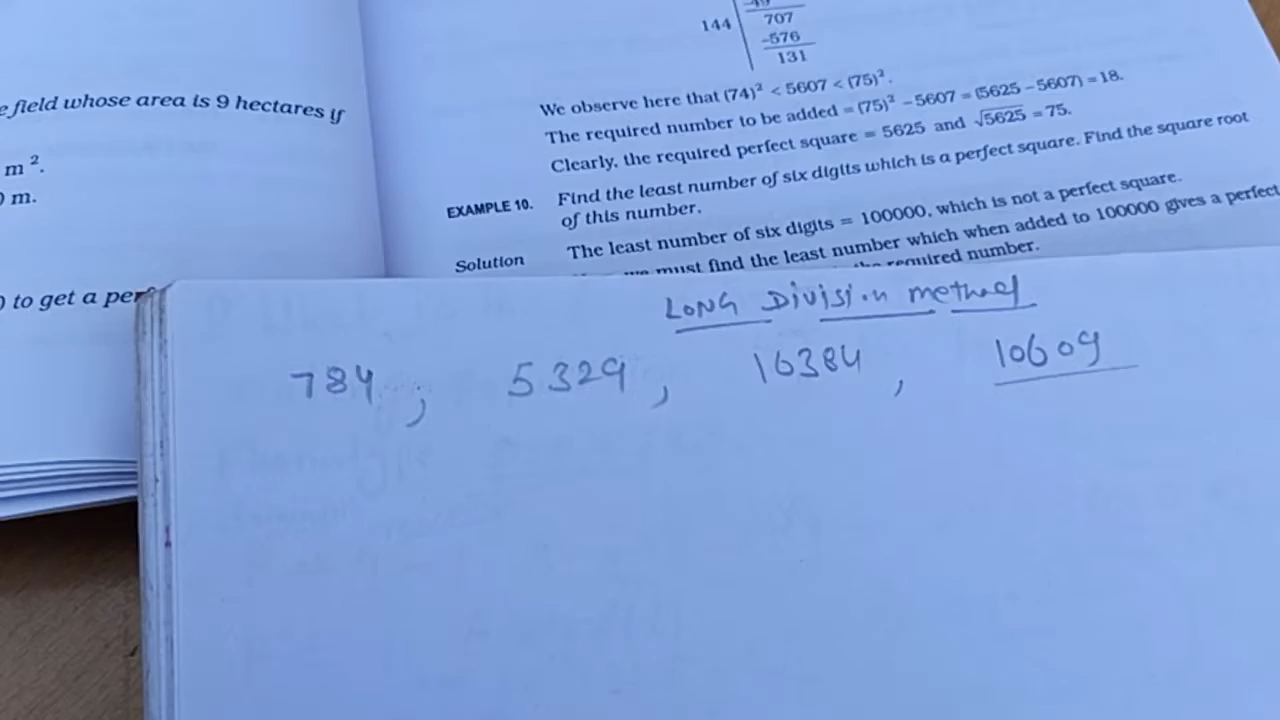 e field whose area is 9 hectares if
m².
0 m.
0 to get a per
144
707
–576
131
We observe here that (74)² < 5607 < (75)².
The required number to be added = (75)² – 5607 = (5625 – 5607) = 18.
Clearly, the required perfect square = 5625 and √5625 = 75.
EXAMPLE 10. Find the least number of six digits which is a perfect square. Find the square root
of this number.
Solution The least number of six digits = 100000, which is not a perfect square.
must find the least number which when added to 100000 gives a perfect
required number.
LONG Division method
784, 5329, 16384, 10609